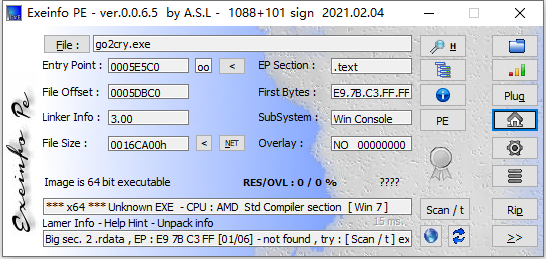 Exeinfo PE - ver.0.0.6.5 by A.S.L - 1088+101 sign 2021.02.04
File : go2cry.exe H
Entry Point : 0005E5C0 oo < EP Section : .text
File Offset : 0005DBC0 First Bytes : E9.7B.C3.FF.FF Plug
Linker Info : 3.00 SubSystem : Win Console PE
File Size : 0016CA00h < NET Overlay : NO 00000000
Image is 64 bit executable RES/OVL : 0 / 0 % ????
*** x64 *** Unknown EXE - CPU : AMD Std Compiler section [ Win 7 ] Scan / t Rip
Lamer Info - Help Hint - Unpack info 15 ms.
Big sec. 2 .rdata , EP : E9 7B C3 FF [01/06] - not found , try : [ Scan / t ] ex >>
Exeinfo Pe